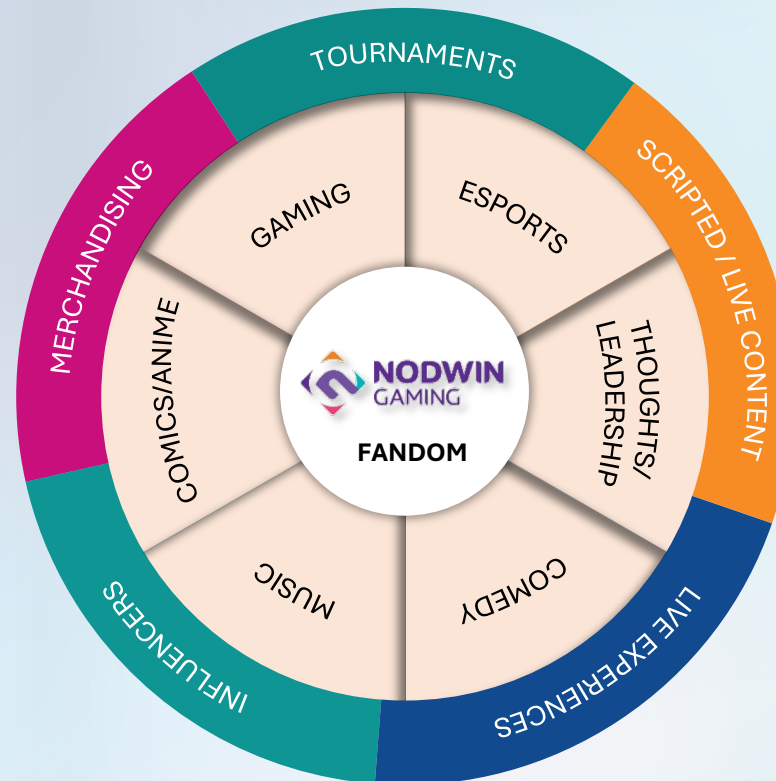 TOURNAMENTS
SCRIPTED / LIVE CONTENT
LIVE EXPERIENCES
INFLUENCERS
MERCHANDISING
GAMING
ESPORTS
THOUGHTS/
LEADERSHIP
COMEDY
MUSIC
COMICS/ANIME
NODWIN
GAMING
FANDOM